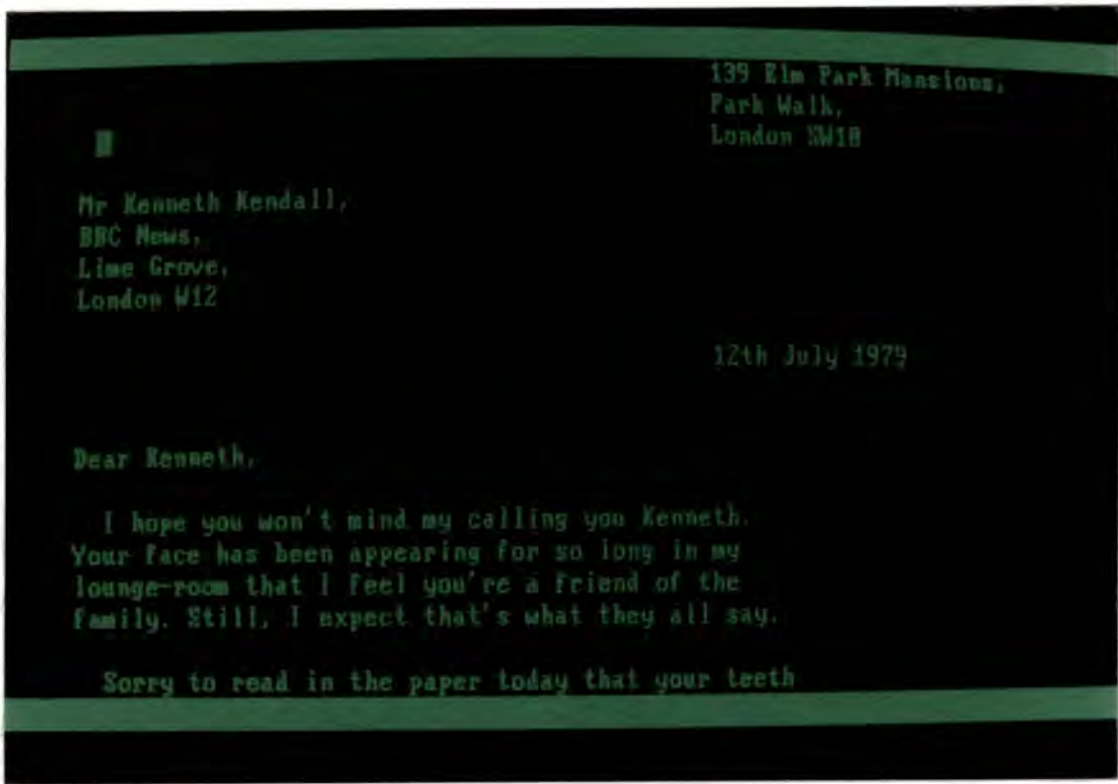 139 Elm Park Mansions,
Park Walk,
London SW10
Mr Kenneth Kendall,
BBC News,
Lime Grove,
London W12
12th July 1979
Dear Kenneth,
I hope you won't mind my calling you Kenneth.
Your face has been appearing for so long in my
lounge-room that I feel you're a friend of the
family. Still, I expect that's what they all say.
Sorry to read in the paper today that your teeth